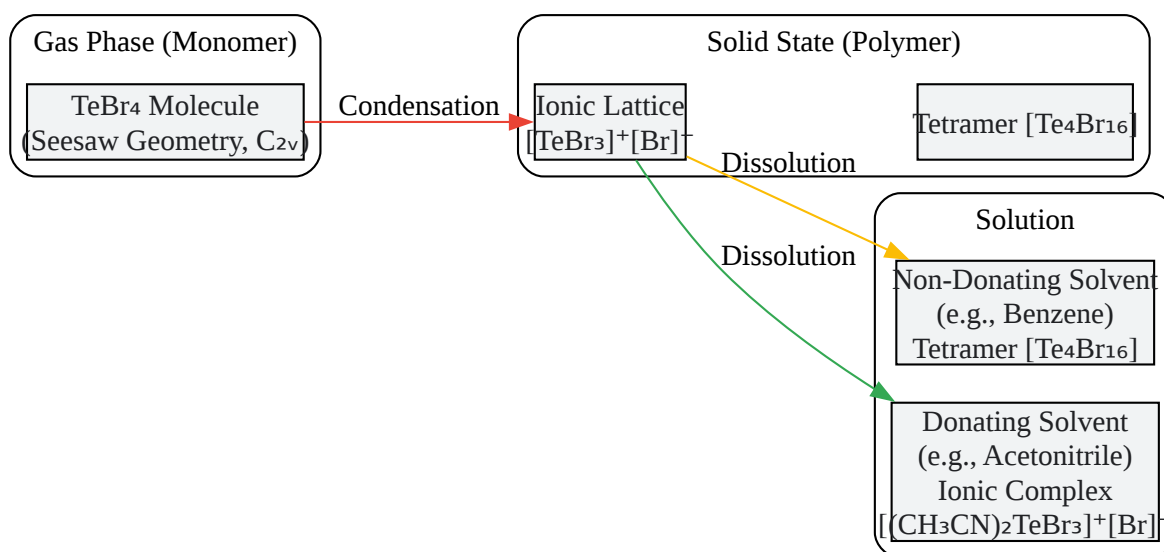 Gas Phase (Monomer)
TeBr₄ Molecule
(Seesaw Geometry, C₂ᵥ)
Condensation
Solid State (Polymer)
Ionic Lattice
[TeBr₃]⁺[Br]⁻
Tetramer [Te₄Br₁₆]
Dissolution
Dissolution
Solution
Non-Donating Solvent
(e.g., Benzene)
Tetramer [Te₄Br₁₆]
Donating Solvent
(e.g., Acetonitrile)
Ionic Complex
[(CH₃CN)₂TeBr₃]⁺[Br]⁻